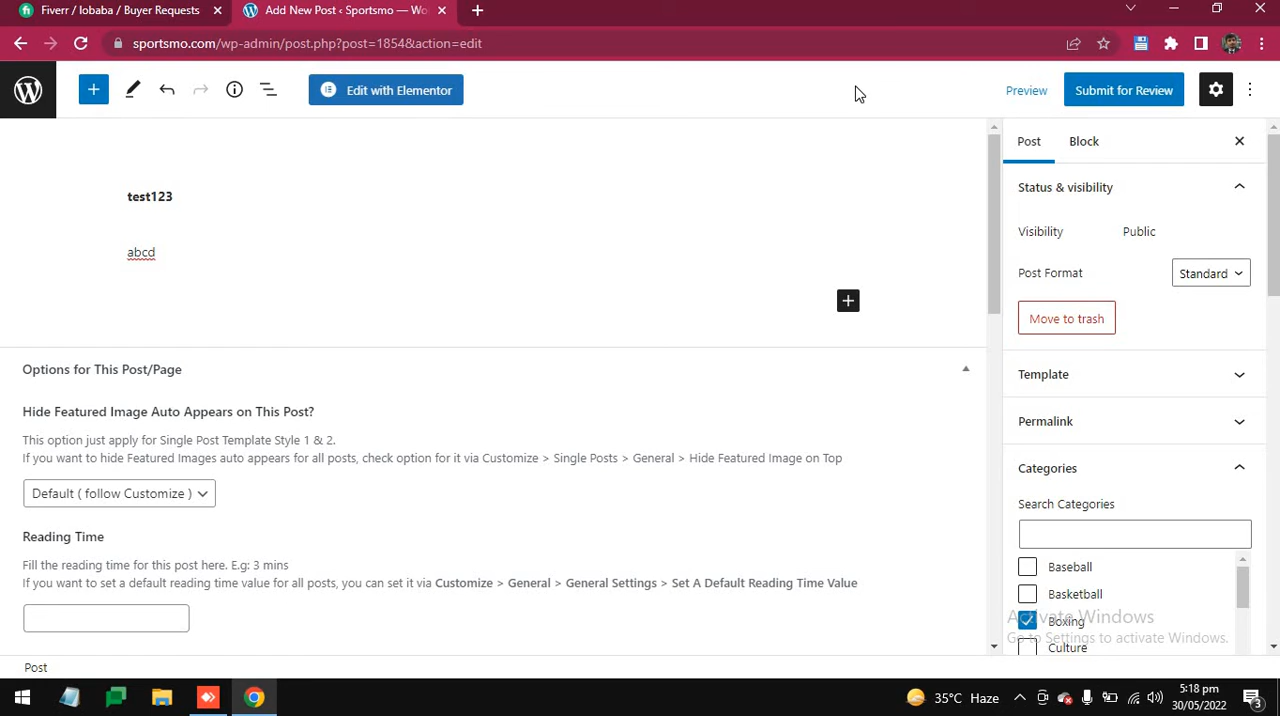 Fiverr / lobaba / Buyer Requests
Add New Post ‹ Sportsmo — Wo
sportsmo.com/wp-admin/post.php?post=1854&action=edit
Edit with Elementor
Preview
Submit for Review
test123
abcd
Options for This Post/Page
Hide Featured Image Auto Appears on This Post?
This option just apply for Single Post Template Style 1 & 2.
If you want to hide Featured Images auto appears for all posts, check option for it via Customize > Single Posts > General > Hide Featured Image on Top
Default ( follow Customize )
Reading Time
Fill the reading time for this post here. E.g: 3 mins
If you want to set a default reading time value for all posts, you can set it via Customize > General > General Settings > Set A Default Reading Time Value
Post
Post
Block
Status & visibility
Visibility
Public
Post Format
Standard
Move to trash
Template
Permalink
Categories
Search Categories
Baseball
Basketball
Boxing
Culture
Activate Windows
Go to Settings to activate Windows.
35°C Haze
5:18 pm
30/05/2022
3